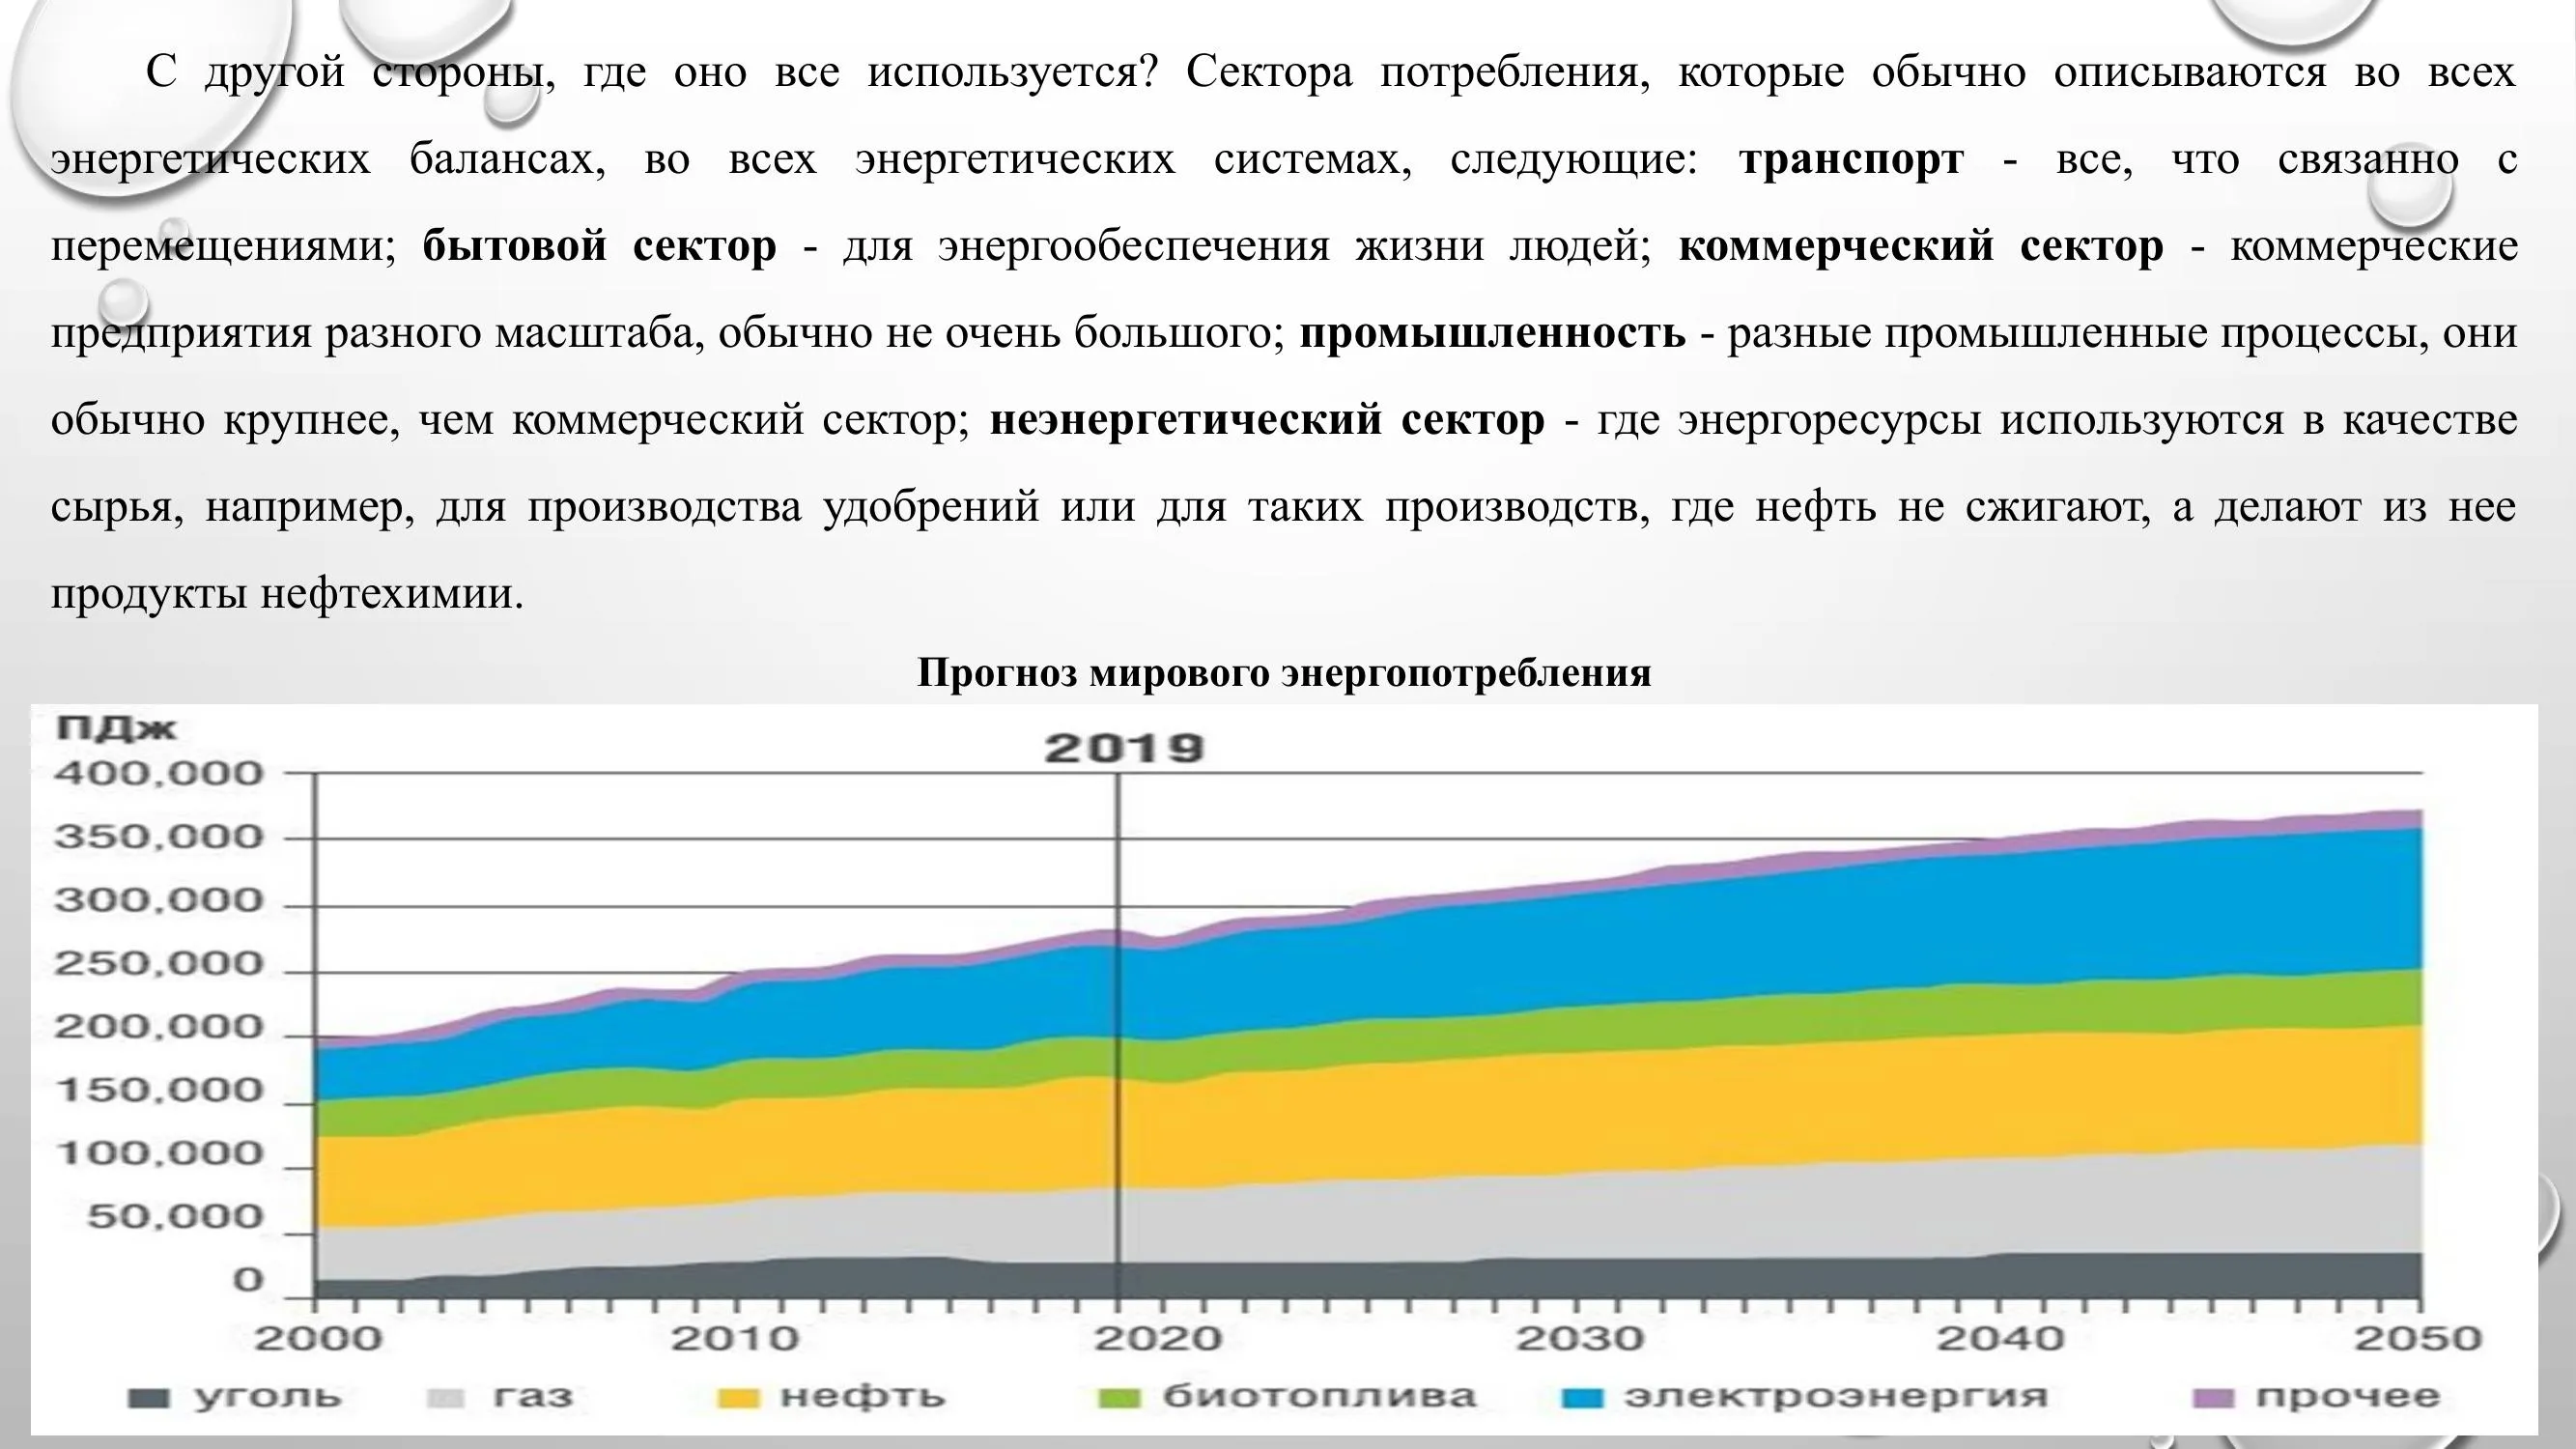 С другой стороны, где оно все используется? Сектора потребления, которые обычно описываются во всех
энергетических балансах, во всех энергетических системах, следующие: транспорт - все, что связанно с
перемещениями; бытовой сектор - для энергообеспечения жизни людей; коммерческий сектор - коммерческие
предприятия разного масштаба, обычно не очень большого; промышленность - разные промышленные процессы, они
обычно крупнее, чем коммерческий сектор; неэнергетический сектор - где энергоресурсы используются в качестве
сырья, например, для производства удобрений или для таких производств, где нефть не сжигают, а делают из нее
продукты нефтехимии.
Прогноз мирового энергопотребления
ПДж
2019
400,000
350,000
300,000
250,000
200,000
150,000
100,000
50,000
0
2000 2010 2020 2030 2040 2050
уголь газ нефть биотоплива электроэнергия прочее